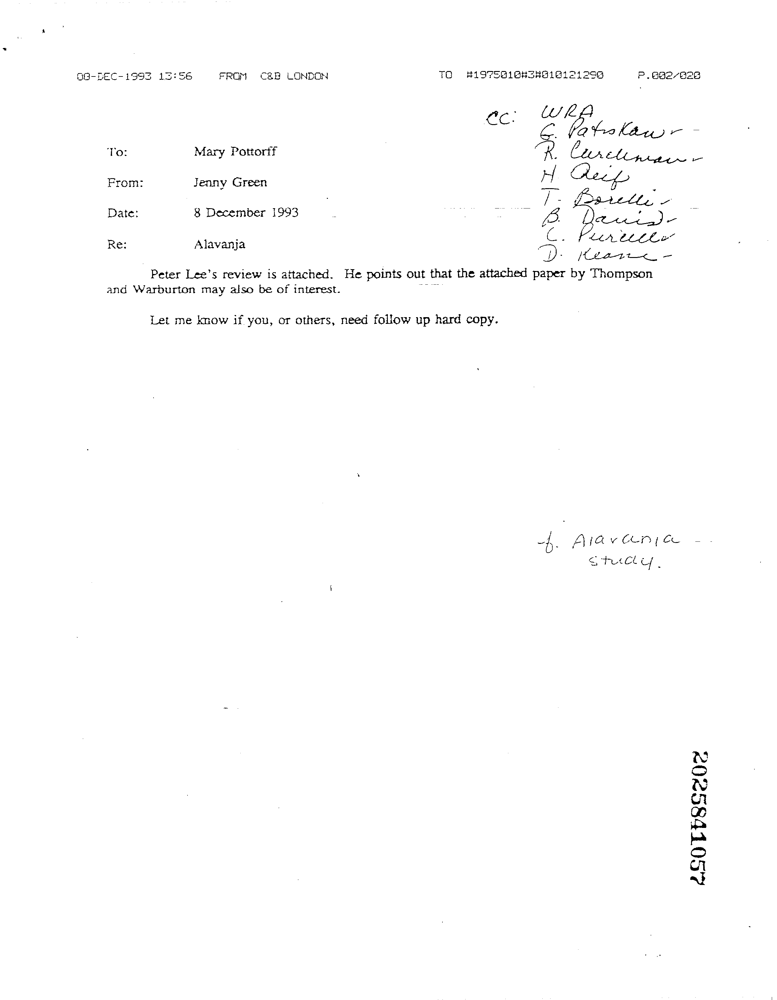 08-DEC-1993 13:56 FROM C&B LONDON TO #1975010#3#010121290 P.002/020
CC: WRA
G. Patskan
R. Carchman
H Reif
T. Borelli
B. Davis
C. Purcell
D. Keane
To: Mary Pottorff
From: Jenny Green
Date: 8 December 1993
Re: Alavanja
Peter Lee's review is attached. He points out that the attached paper by Thompson
and Warburton may also be of interest.
Let me know if you, or others, need follow up hard copy.
f. Alavanja
study.
2025841057